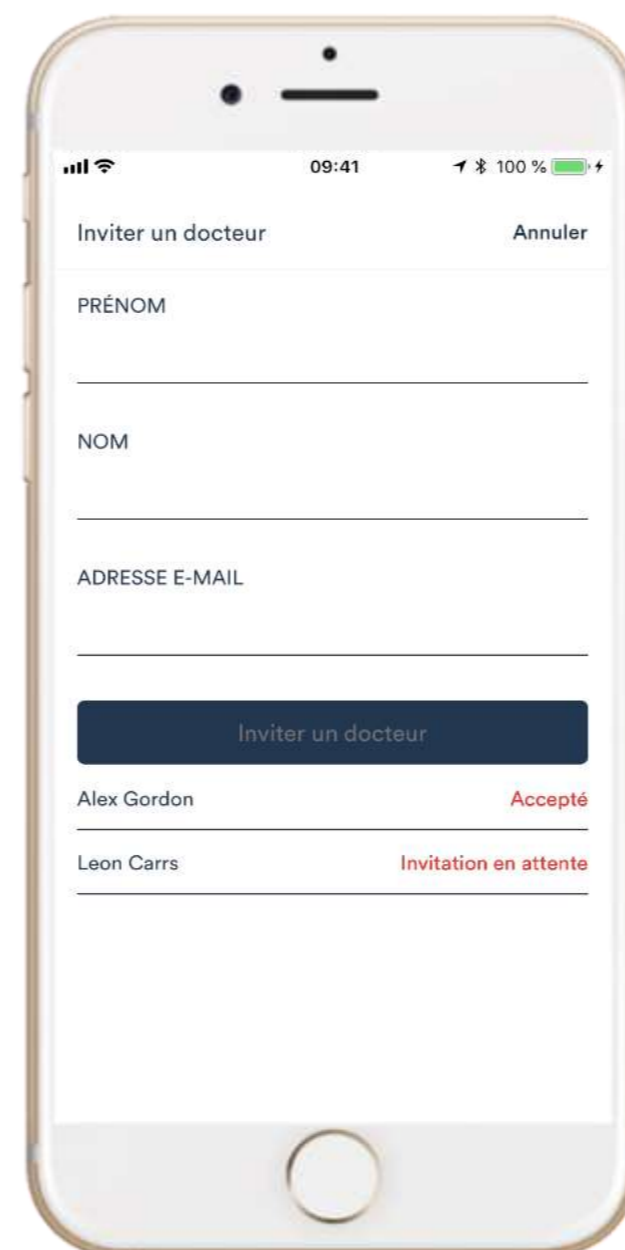 09:41 100 %
Inviter un docteur Annuler
PRÉNOM
NOM
ADRESSE E-MAIL
Inviter un docteur
Alex Gordon Accepté
Leon Carrs Invitation en attente